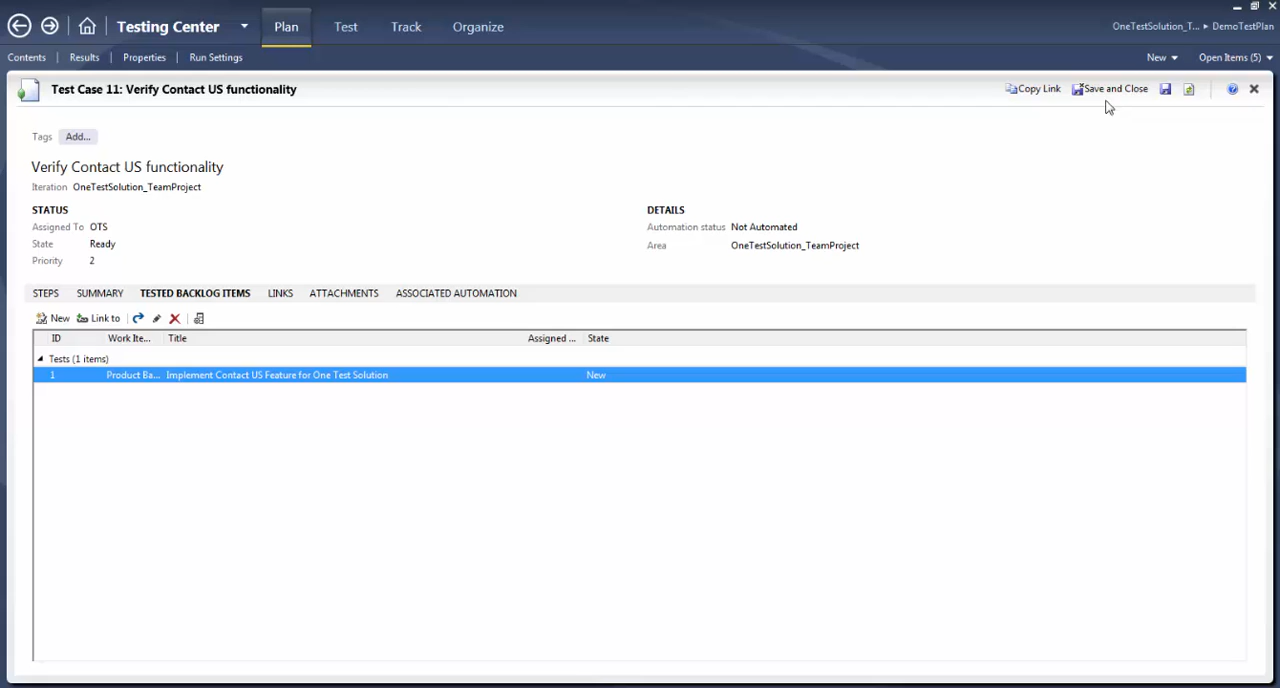 Testing Center Plan Test Track Organize OneTestSolution_T... DemoTestPlan
Contents Results Properties Run Settings New Open Items (5)
Test Case 11: Verify Contact US functionality Copy Link Save and Close
Tags Add...
Verify Contact US functionality
Iteration OneTestSolution_TeamProject
STATUS DETAILS
Assigned To OTS Automation status Not Automated
State Ready Area OneTestSolution_TeamProject
Priority 2
STEPS SUMMARY TESTED BACKLOG ITEMS LINKS ATTACHMENTS ASSOCIATED AUTOMATION
New Link to
ID Work Ite... Title Assigned ... State
Tests (1 items)
1 Product Ba... Implement Contact US Feature for One Test Solution New